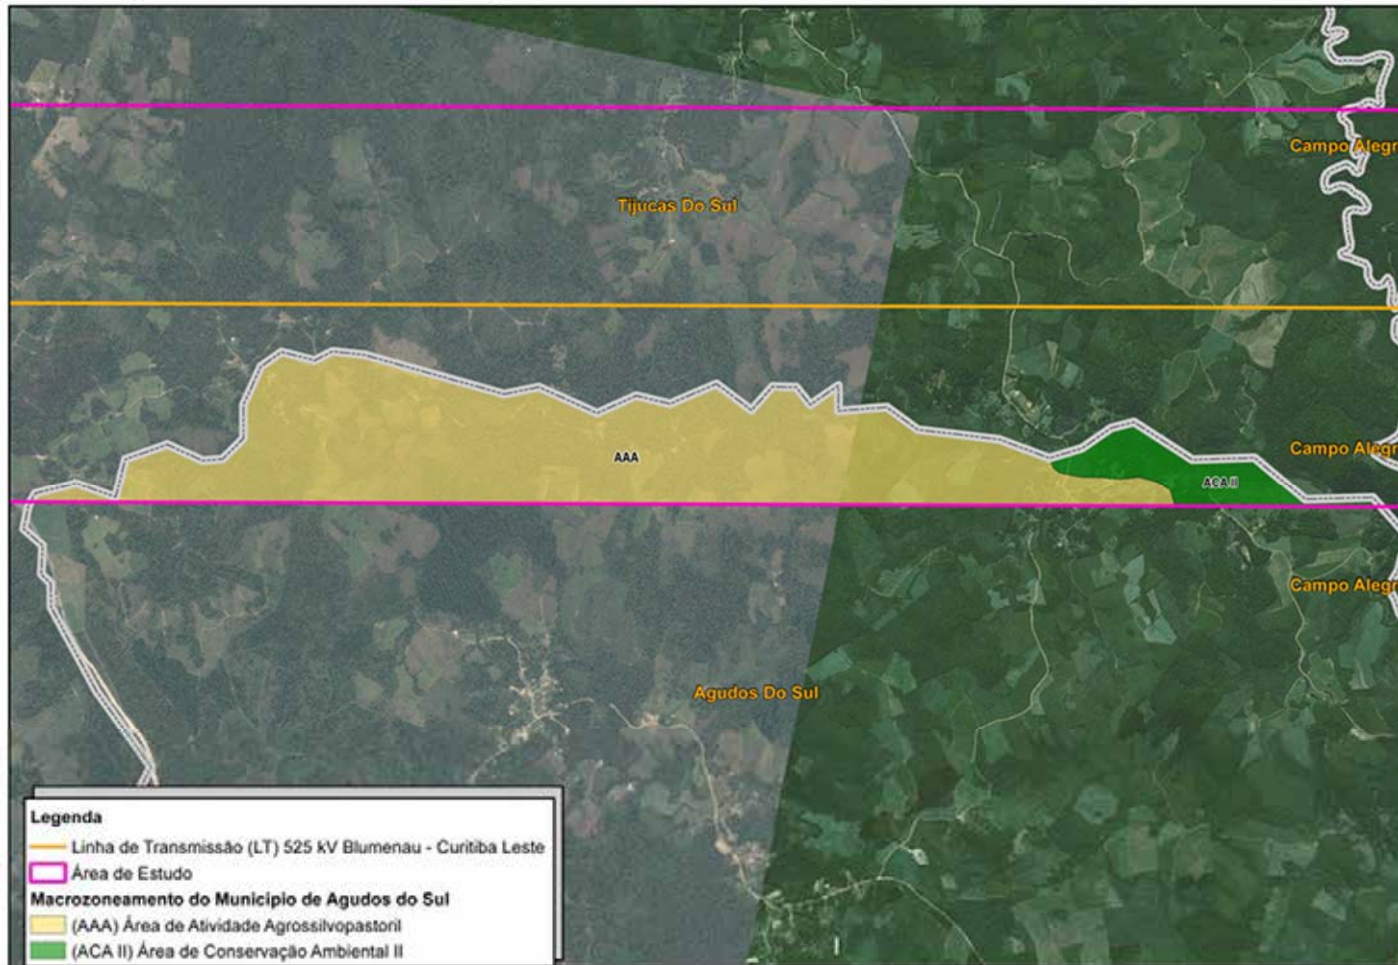 Campo Alegr
Tijucas Do Sul
AAA
Campo Alegr
ACA II
Campo Alegr
Agudos Do Sul
Legenda
Linha de Transmissão (LT) 525 kV Blumenau - Curitiba Leste
Área de Estudo
Macrozoneamento do Municipio de Agudos do Sul
(AAA) Área de Atividade Agrossilvopastoril
(ACA II) Área de Conservação Ambiental II